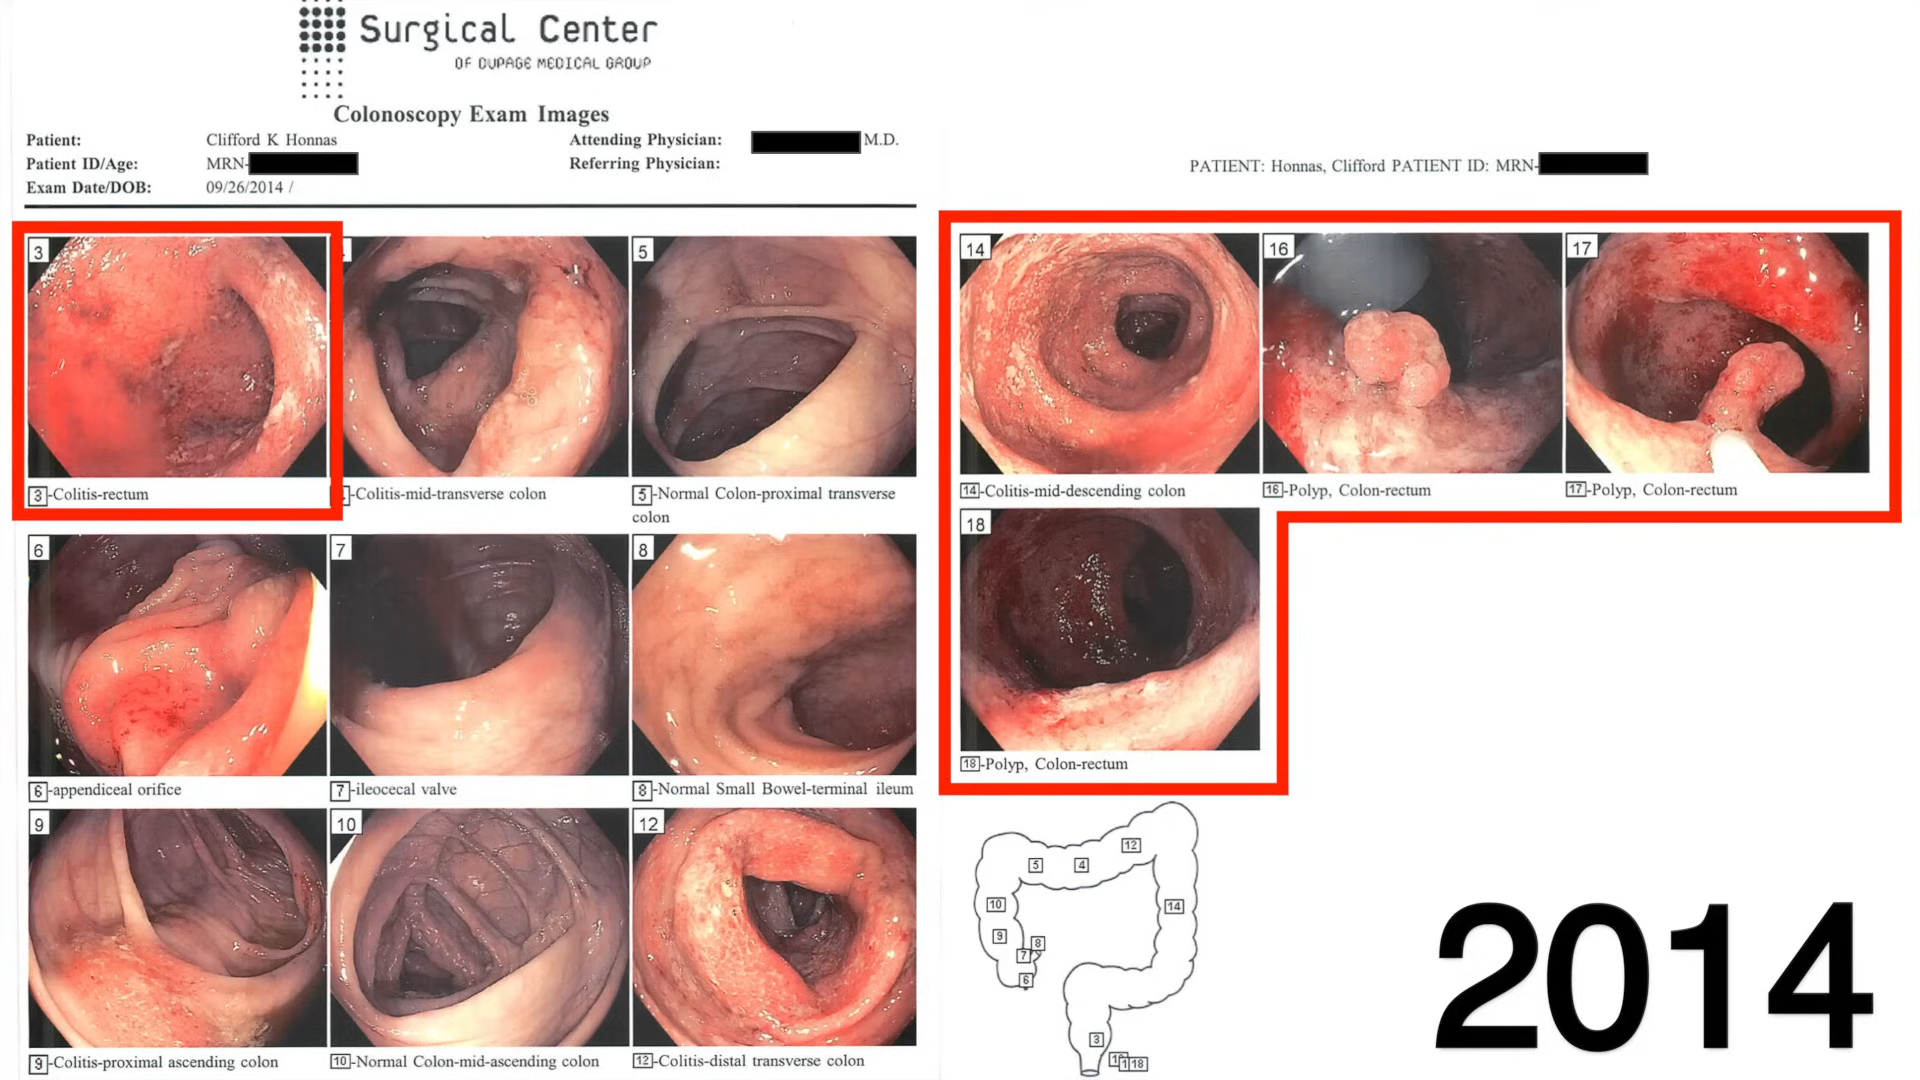 Surgical Center
OF DUPAGE MEDICAL GROUP
Colonoscopy Exam Images
Patient: Clifford K Honnas Attending Physician: M.D.
Patient ID/Age: MRN- Referring Physician:
Exam Date/DOB: 09/26/2014 /
3
5
3-Colitis-rectum
-Colitis-mid-transverse colon
5-Normal Colon-proximal transverse
colon
6
7
8
6-appendiceal orifice
7-ileocecal valve
8-Normal Small Bowel-terminal ileum
9
10
12
9-Colitis-proximal ascending colon
10-Normal Colon-mid-ascending colon
12-Colitis-distal transverse colon
PATIENT: Honnas, Clifford PATIENT ID: MRN-
14
16
17
14-Colitis-mid-descending colon
16-Polyp, Colon-rectum
17-Polyp, Colon-rectum
18
18-Polyp, Colon-rectum
12
5
4
10
14
9
8
7
6
3
18
2014